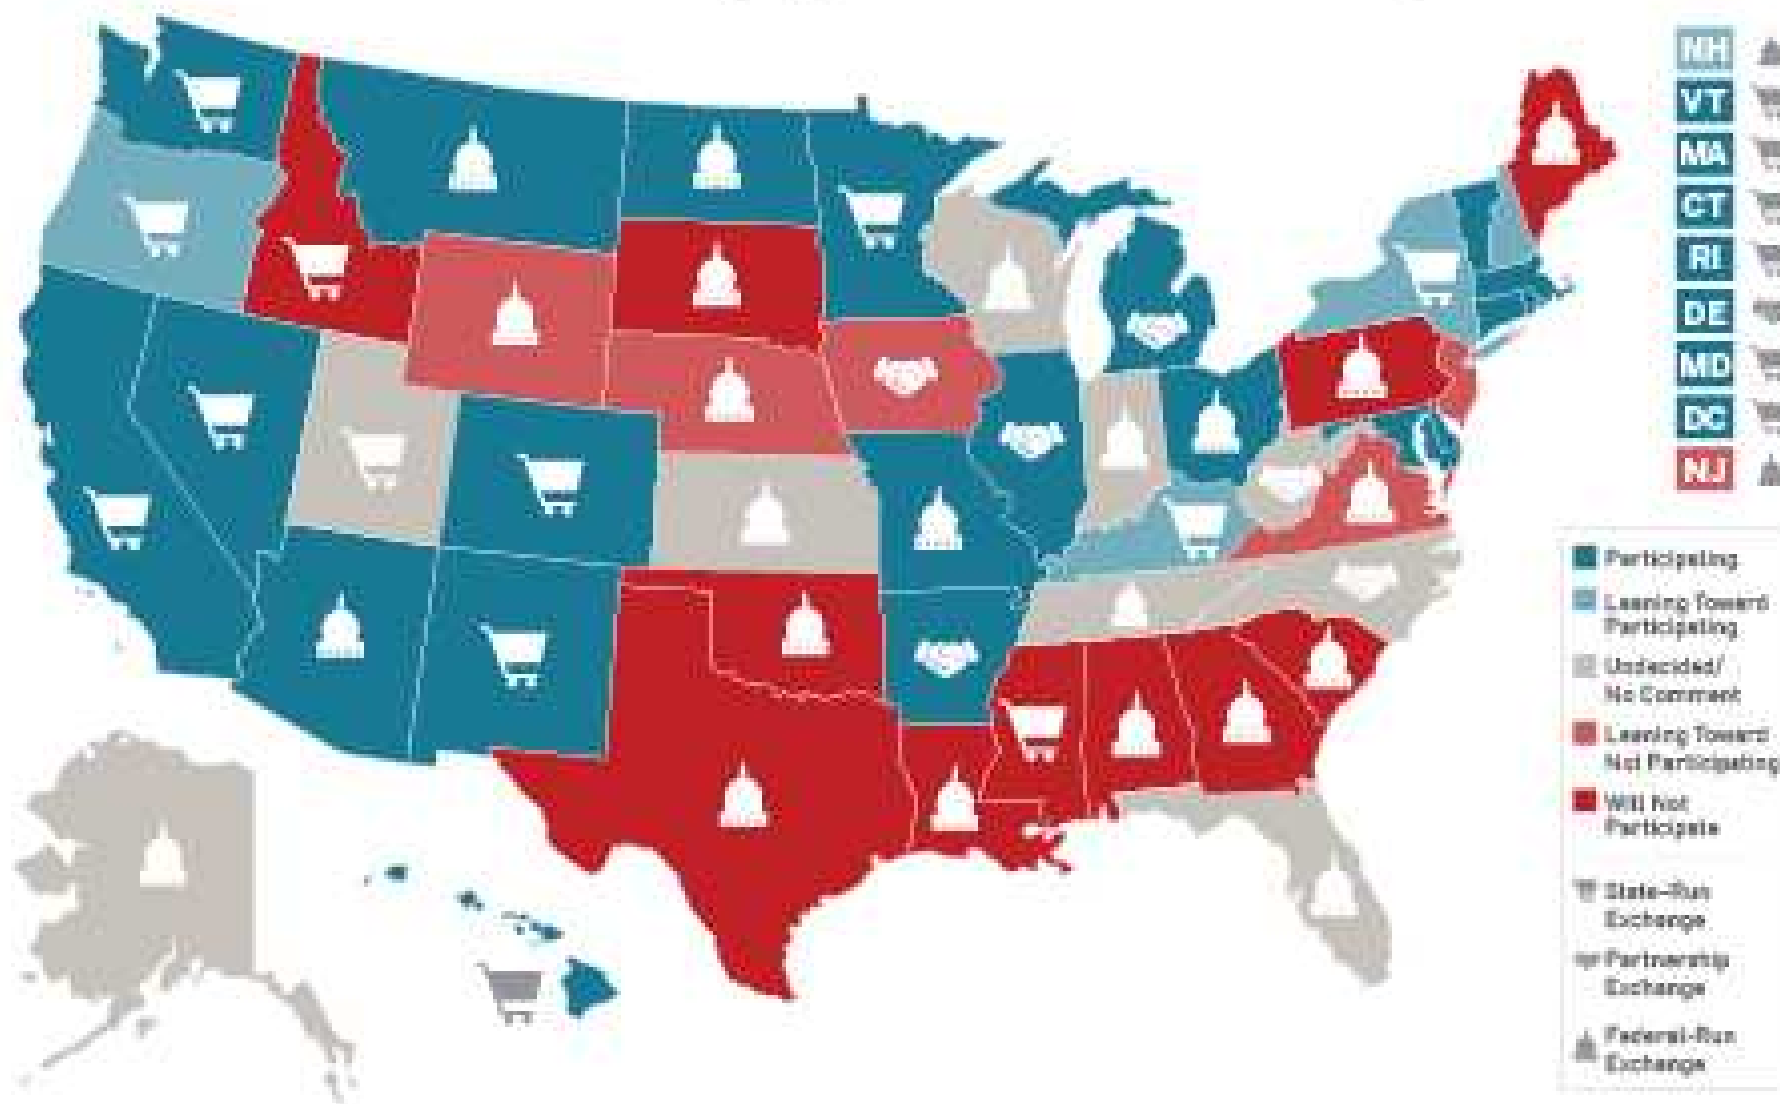 NH
VT
MA
CT
RI
DE
MD
DC
NJ
Participating
Leaning Toward
Participating
Undecided/
No Comment
Leaning Toward
Not Participating
Will Not
Participate
State-Run
Exchange
Partnership
Exchange
Federal-Run
Exchange